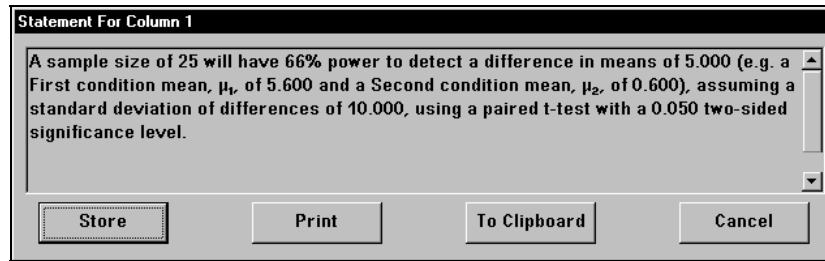 Statement For Column 1
A sample size of 25 will have 66% power to detect a difference in means of 5.000 (e.g. a
First condition mean, μ₁, of 5.600 and a Second condition mean, μ₂, of 0.600), assuming a
standard deviation of differences of 10.000, using a paired t-test with a 0.050 two-sided
significance level.
Store Print To Clipboard Cancel